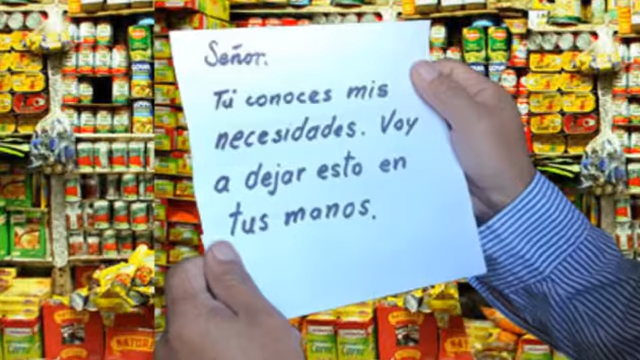 Señor.
Tú conoces mis
necesidades. Voy
a dejar esto en
tus manos.